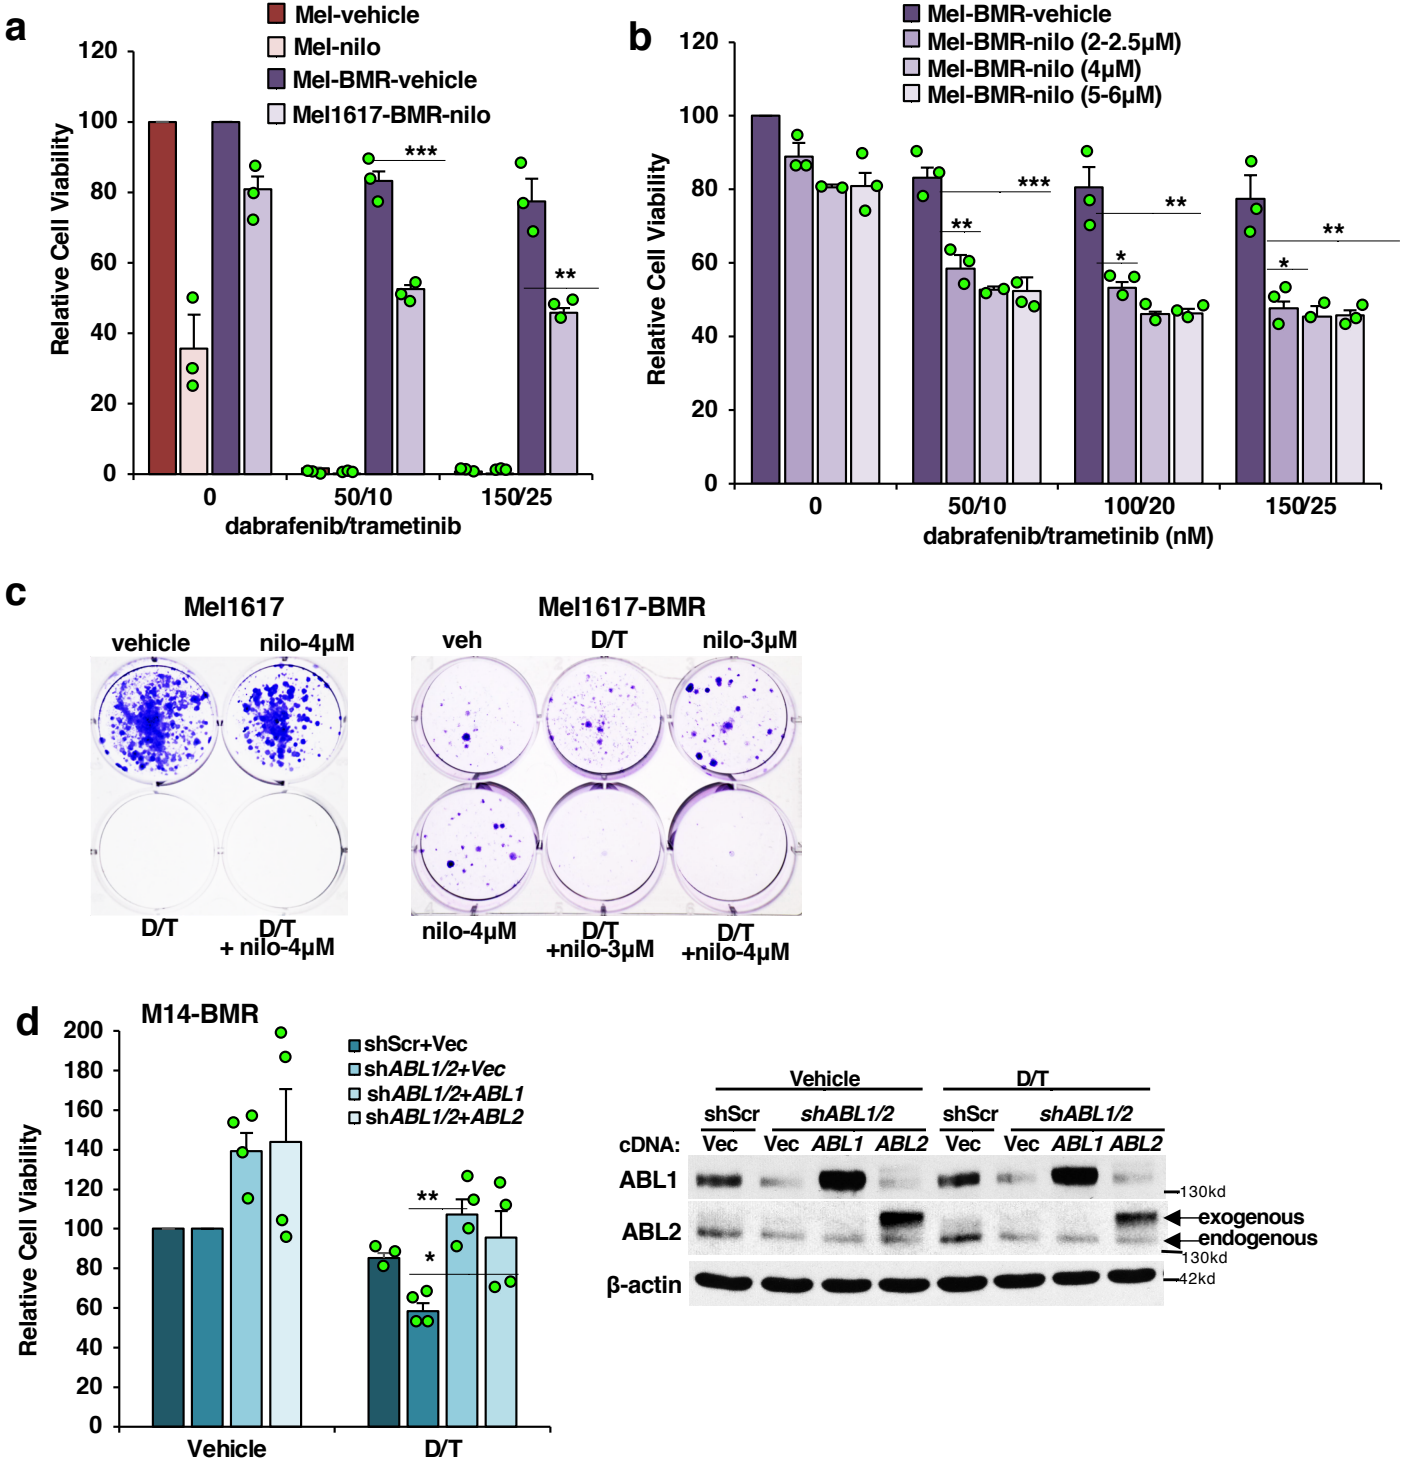 a
Mel-vehicle
Mel-nilo
Mel-BMR-vehicle
Mel1617-BMR-nilo
Relative Cell Viability
120
100
80
60
40
20
0
***
**
0
50/10
150/25
dabrafenib/trametinib
b
Mel-BMR-vehicle
Mel-BMR-nilo (2-2.5µM)
Mel-BMR-nilo (4µM)
Mel-BMR-nilo (5-6µM)
Relative Cell Viability
120
100
80
60
40
20
0
***
**
**
*
**
*
0
50/10
100/20
150/25
dabrafenib/trametinib (nM)
c
Mel1617
vehicle
nilo-4µM
D/T
D/T
+ nilo-4µM
Mel1617-BMR
veh
D/T
nilo-3µM
nilo-4µM
D/T
+nilo-3µM
D/T
+nilo-4µM
d
M14-BMR
shScr+Vec
shABL1/2+Vec
shABL1/2+ABL1
shABL1/2+ABL2
Relative Cell Viability
200
180
160
140
120
100
80
60
40
20
0
**
*
Vehicle
D/T
Vehicle
D/T
shScr
shABL1/2
shScr
shABL1/2
cDNA: Vec Vec ABL1 ABL2 Vec Vec ABL1 ABL2
ABL1
130kd
ABL2
exogenous
endogenous
130kd
β-actin
42kd